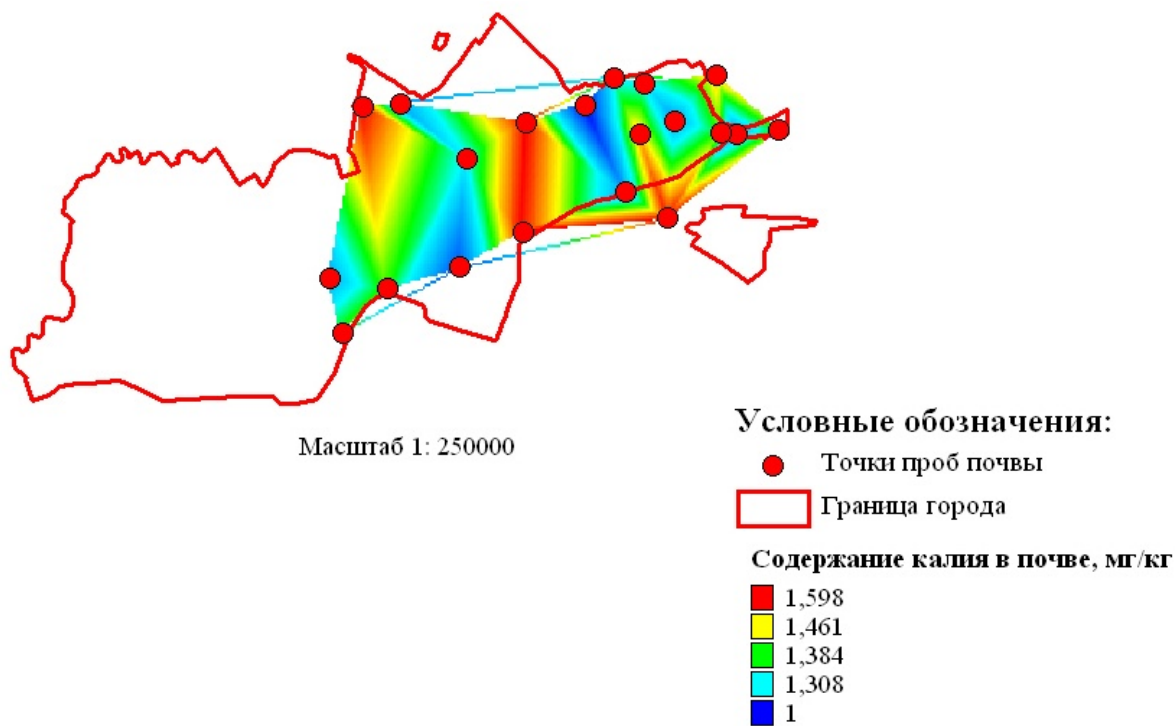 Масштаб 1: 250000
Условные обозначения:
Точки проб почвы
Граница города
Содержание калия в почве, мг/кг
1,598
1,461
1,384
1,308
1